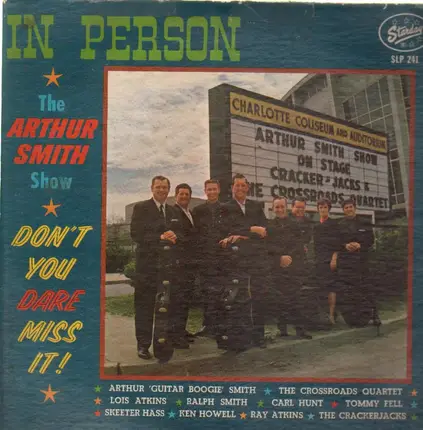 IN PERSON
Starday
SLP 241
The
ARTHUR
SMITH
Show
DON'T
YOU
DARE
MISS
IT!
CHARLOTTE COLISEUM AND AUDITORIUM
ARTHUR SMITH SHOW
ON STAGE
CRACKER-JACKS &
THE CROSSROADS QUARTET
ARTHUR 'GUITAR BOOGIE' SMITH ★ THE CROSSROADS QUARTET
LOIS ATKINS ★ RALPH SMITH ★ CARL HUNT ★ TOMMY FELL
SKEETER HASS ★ KEN HOWELL ★ RAY ATKINS ★ THE CRACKERJACKS